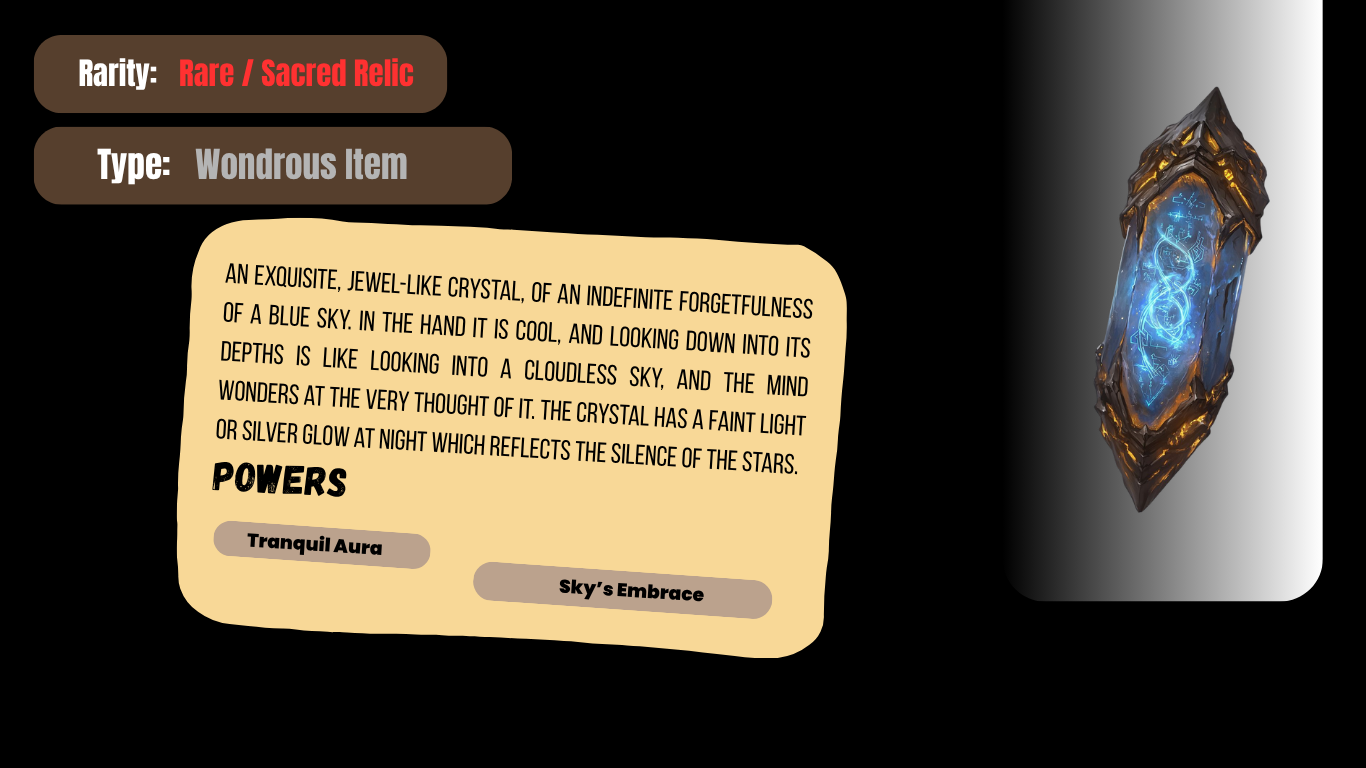 Rarity: Rare / Sacred Relic
Type: Wondrous Item
AN EXQUISITE, JEWEL-LIKE CRYSTAL, OF AN INDEFINITE FORGETFULNESS
OF A BLUE SKY. IN THE HAND IT IS COOL, AND LOOKING DOWN INTO ITS
DEPTHS IS LIKE LOOKING INTO A CLOUDLESS SKY, AND THE MIND
WONDERS AT THE VERY THOUGHT OF IT. THE CRYSTAL HAS A FAINT LIGHT
OR SILVER GLOW AT NIGHT WHICH REFLECTS THE SILENCE OF THE STARS.
POWERS
Tranquil Aura
Sky’s Embrace